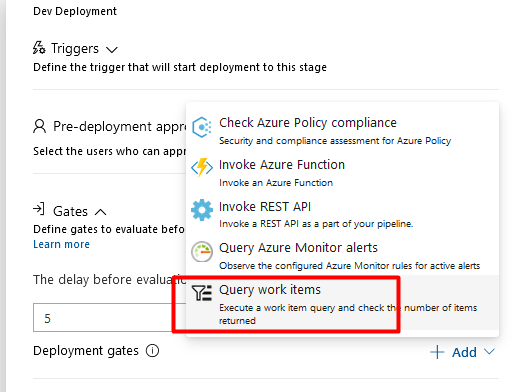 Dev Deployment
Triggers
Define the trigger that will start deployment to this stage
Pre-deployment appr
Select the users who can appr
Check Azure Policy compliance
Security and compliance assessment for Azure Policy
Invoke Azure Function
Invoke an Azure Function
Invoke REST API
Invoke a REST API as a part of your pipeline.
Query Azure Monitor alerts
Observe the configured Azure Monitor rules for active alerts
Query work items
Execute a work item query and check the number of items
returned
Gates
Define gates to evaluate befo
Learn more
The delay before evaluatio
5
Deployment gates
Add